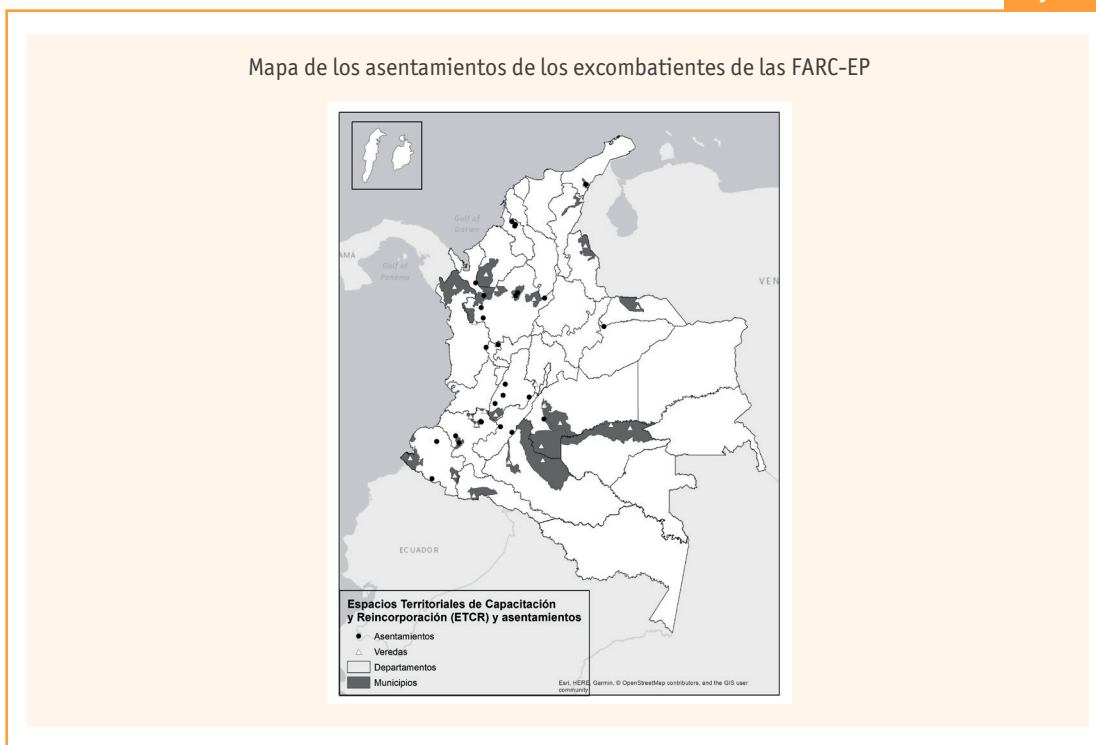 Mapa de los asentamientos de los excombatientes de las FARC-EP
Gulf of
Darien
AMÁ
Gulf of
Panama
VEN
ECUADOR
Espacios Territoriales de Capacitación
y Reincorporación (ETCR) y asentamientos
Asentamientos
Veredas
Departamentos
Municipios
Esri, HERE, Garmin, © OpenStreetMap contributors, and the GIS user
community